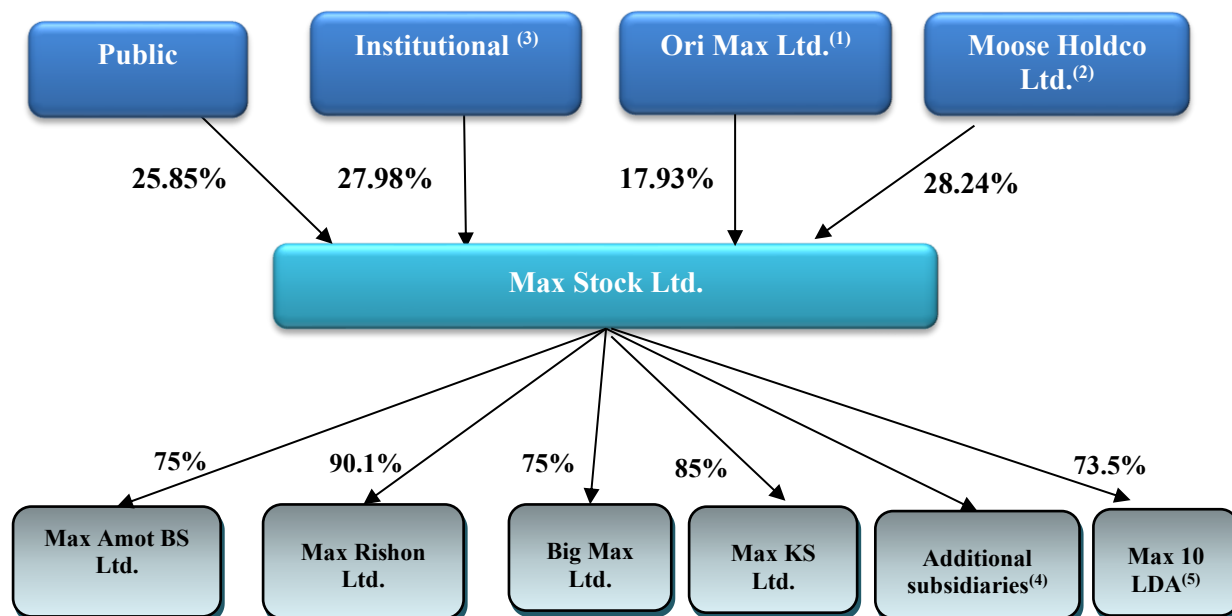 Public
Institutional (3)
Ori Max Ltd.(1)
Moose Holdco
Ltd.(2)
25.85%
27.98%
17.93%
28.24%
Max Stock Ltd.
75%
90.1%
75%
85%
73.5%
Max Amot BS
Ltd.
Max Rishon
Ltd.
Big Max
Ltd.
Max KS
Ltd.
Additional
subsidiaries(4)
Max 10
LDA(5)